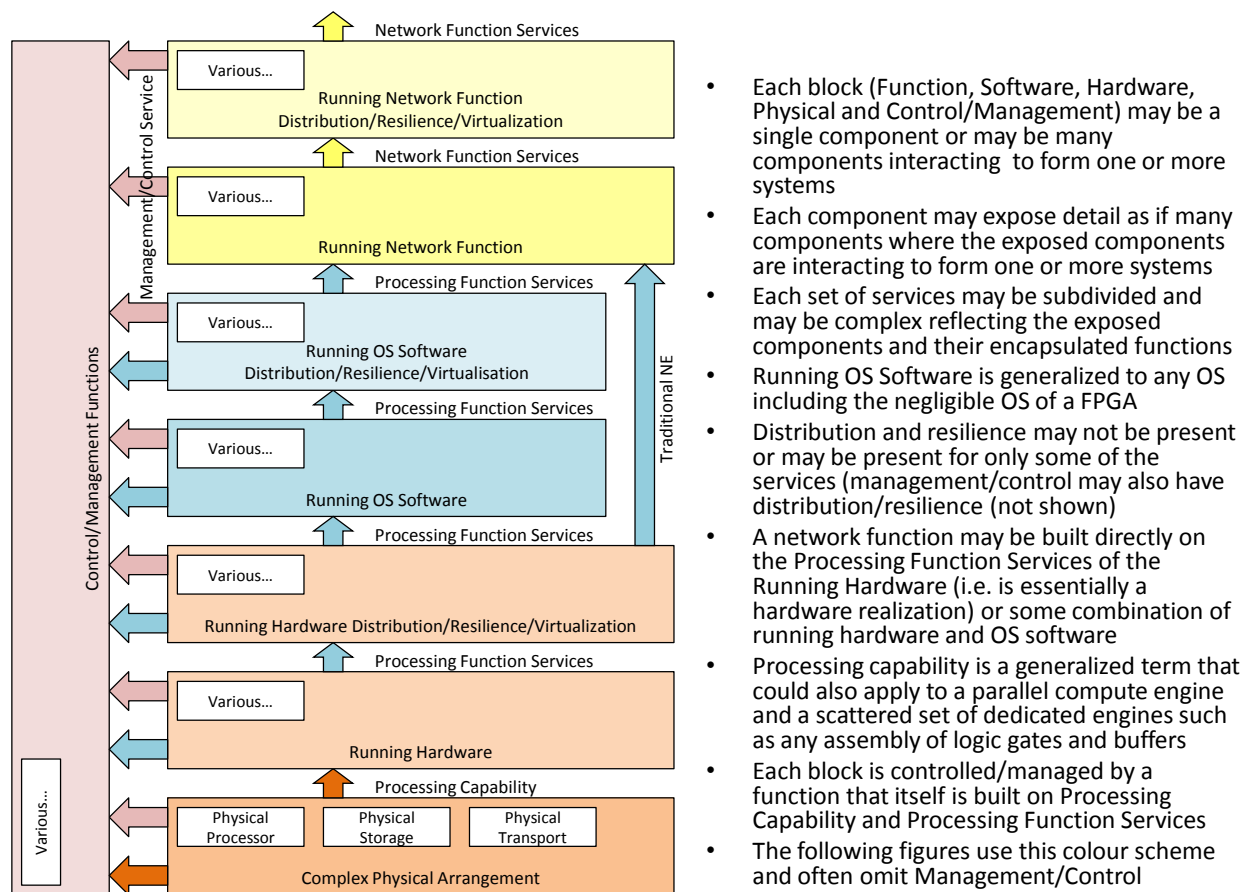 Network Function Services
Various...
Running Network Function
Distribution/Resilience/Virtualization
Network Function Services
Various...
Running Network Function
Processing Function Services
Various...
Running OS Software
Distribution/Resilience/Virtualisation
Processing Function Services
Various...
Running OS Software
Processing Function Services
Various...
Running Hardware Distribution/Resilience/Virtualization
Processing Function Services
Various...
Running Hardware
Processing Capability
Physical
Processor
Physical
Storage
Physical
Transport
Complex Physical Arrangement
Management/Control Service
Control/Management Functions
Various...
Traditional NE
• Each block (Function, Software, Hardware,
Physical and Control/Management) may be a
single component or may be many
components interacting to form one or more
systems
• Each component may expose detail as if many
components where the exposed components
are interacting to form one or more systems
• Each set of services may be subdivided and
may be complex reflecting the exposed
components and their encapsulated functions
• Running OS Software is generalized to any OS
including the negligible OS of a FPGA
• Distribution and resilience may not be present
or may be present for only some of the
services (management/control may also have
distribution/resilience (not shown)
• A network function may be built directly on
the Processing Function Services of the
Running Hardware (i.e. is essentially a
hardware realization) or some combination of
running hardware and OS software
• Processing capability is a generalized term that
could also apply to a parallel compute engine
and a scattered set of dedicated engines such
as any assembly of logic gates and buffers
• Each block is controlled/managed by a
function that itself is built on Processing
Capability and Processing Function Services
• The following figures use this colour scheme
and often omit Management/Control